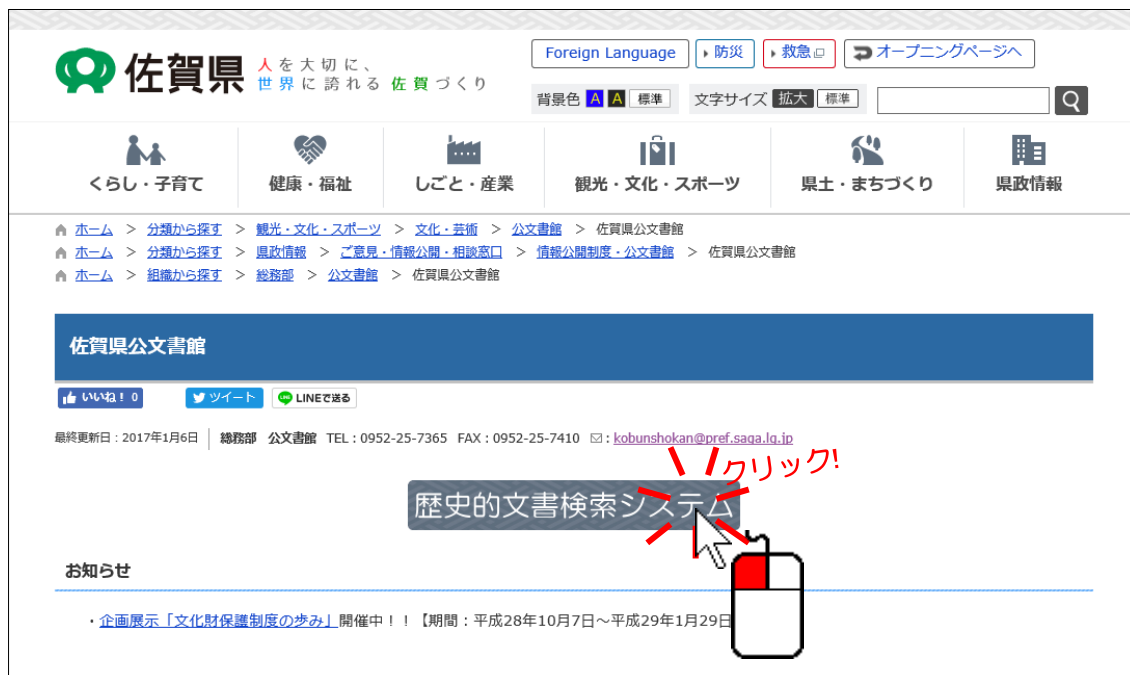 佐賀県 人を大切に、
世界に誇れる 佐賀づくり
Foreign Language 防災 救急 オープニングページへ
背景色 A A 標準 文字サイズ 拡大 標準
くらし・子育て 健康・福祉 しごと・産業 観光・文化・スポーツ 県土・まちづくり 県政情報
ホーム > 分類から探す > 観光・文化・スポーツ > 文化・芸術 > 公文書館 > 佐賀県公文書館
ホーム > 分類から探す > 県政情報 > ご意見・情報公開・相談窓口 > 情報公開制度・公文書館 > 佐賀県公文書館
ホーム > 組織から探す > 総務部 > 公文書館 > 佐賀県公文書館
佐賀県公文書館
いいね! 0 ツイート LINEで送る
最終更新日:2017年1月6日 総務部 公文書館 TEL:0952-25-7365 FAX:0952-25-7410 ✉:kobunshokan@pref.saga.lg.jp
クリック!
歴史的文書検索システム
お知らせ
・企画展示「文化財保護制度の歩み」開催中!!【期間:平成28年10月7日~平成29年1月29日